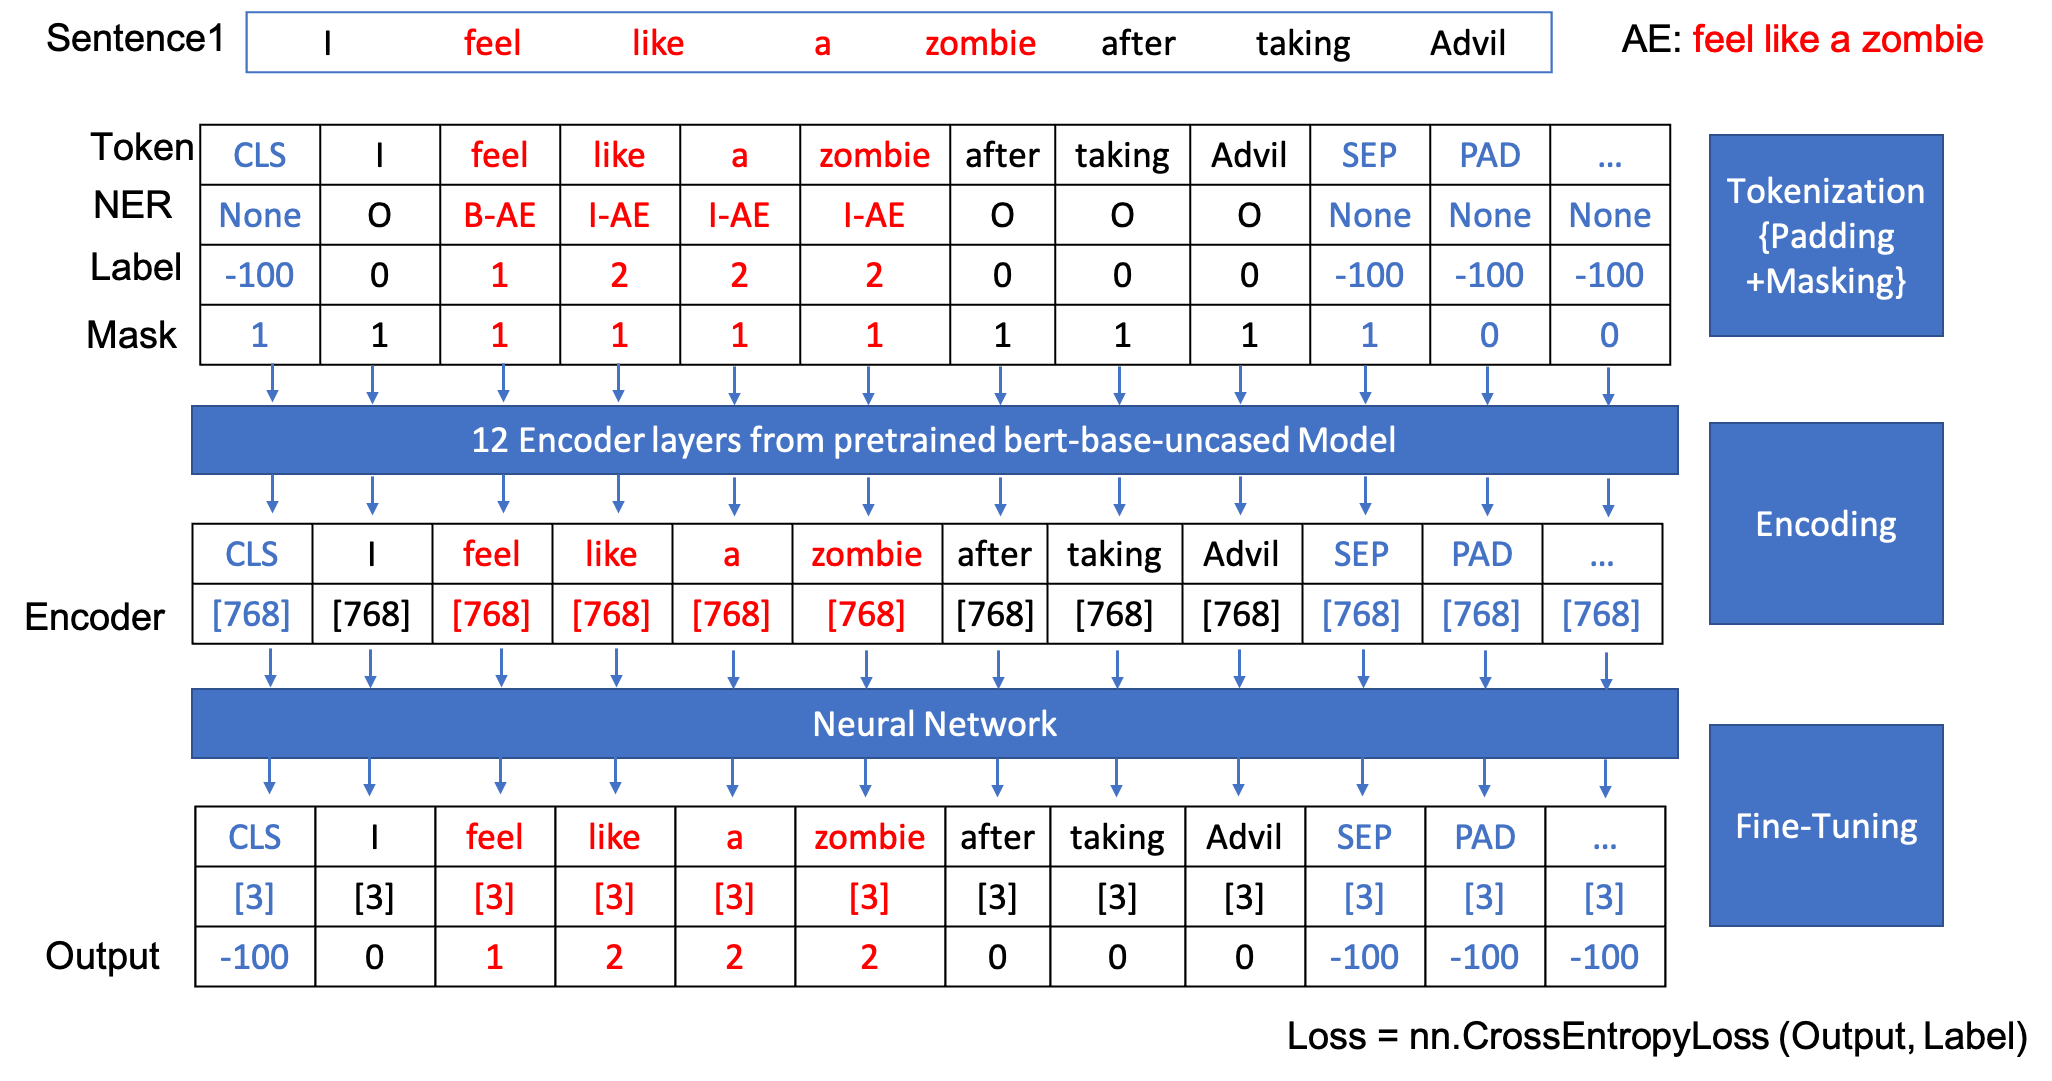 Sentence1 I feel like a zombie after taking Advil AE: feel like a zombie
Token CLS I feel like a zombie after taking Advil SEP PAD ...
NER None O B-AE I-AE I-AE I-AE O O O None None None
Label -100 0 1 2 2 2 0 0 0 -100 -100 -100
Mask 1 1 1 1 1 1 1 1 1 1 0 0
Tokenization
{Padding
+Masking}
12 Encoder layers from pretrained bert-base-uncased Model
CLS I feel like a zombie after taking Advil SEP PAD ...
Encoder [768] [768] [768] [768] [768] [768] [768] [768] [768] [768] [768] [768]
Encoding
Neural Network
CLS I feel like a zombie after taking Advil SEP PAD ...
[3] [3] [3] [3] [3] [3] [3] [3] [3] [3] [3] [3]
Output -100 0 1 2 2 2 0 0 0 -100 -100 -100
Fine-Tuning
Loss = nn.CrossEntropyLoss (Output, Label)